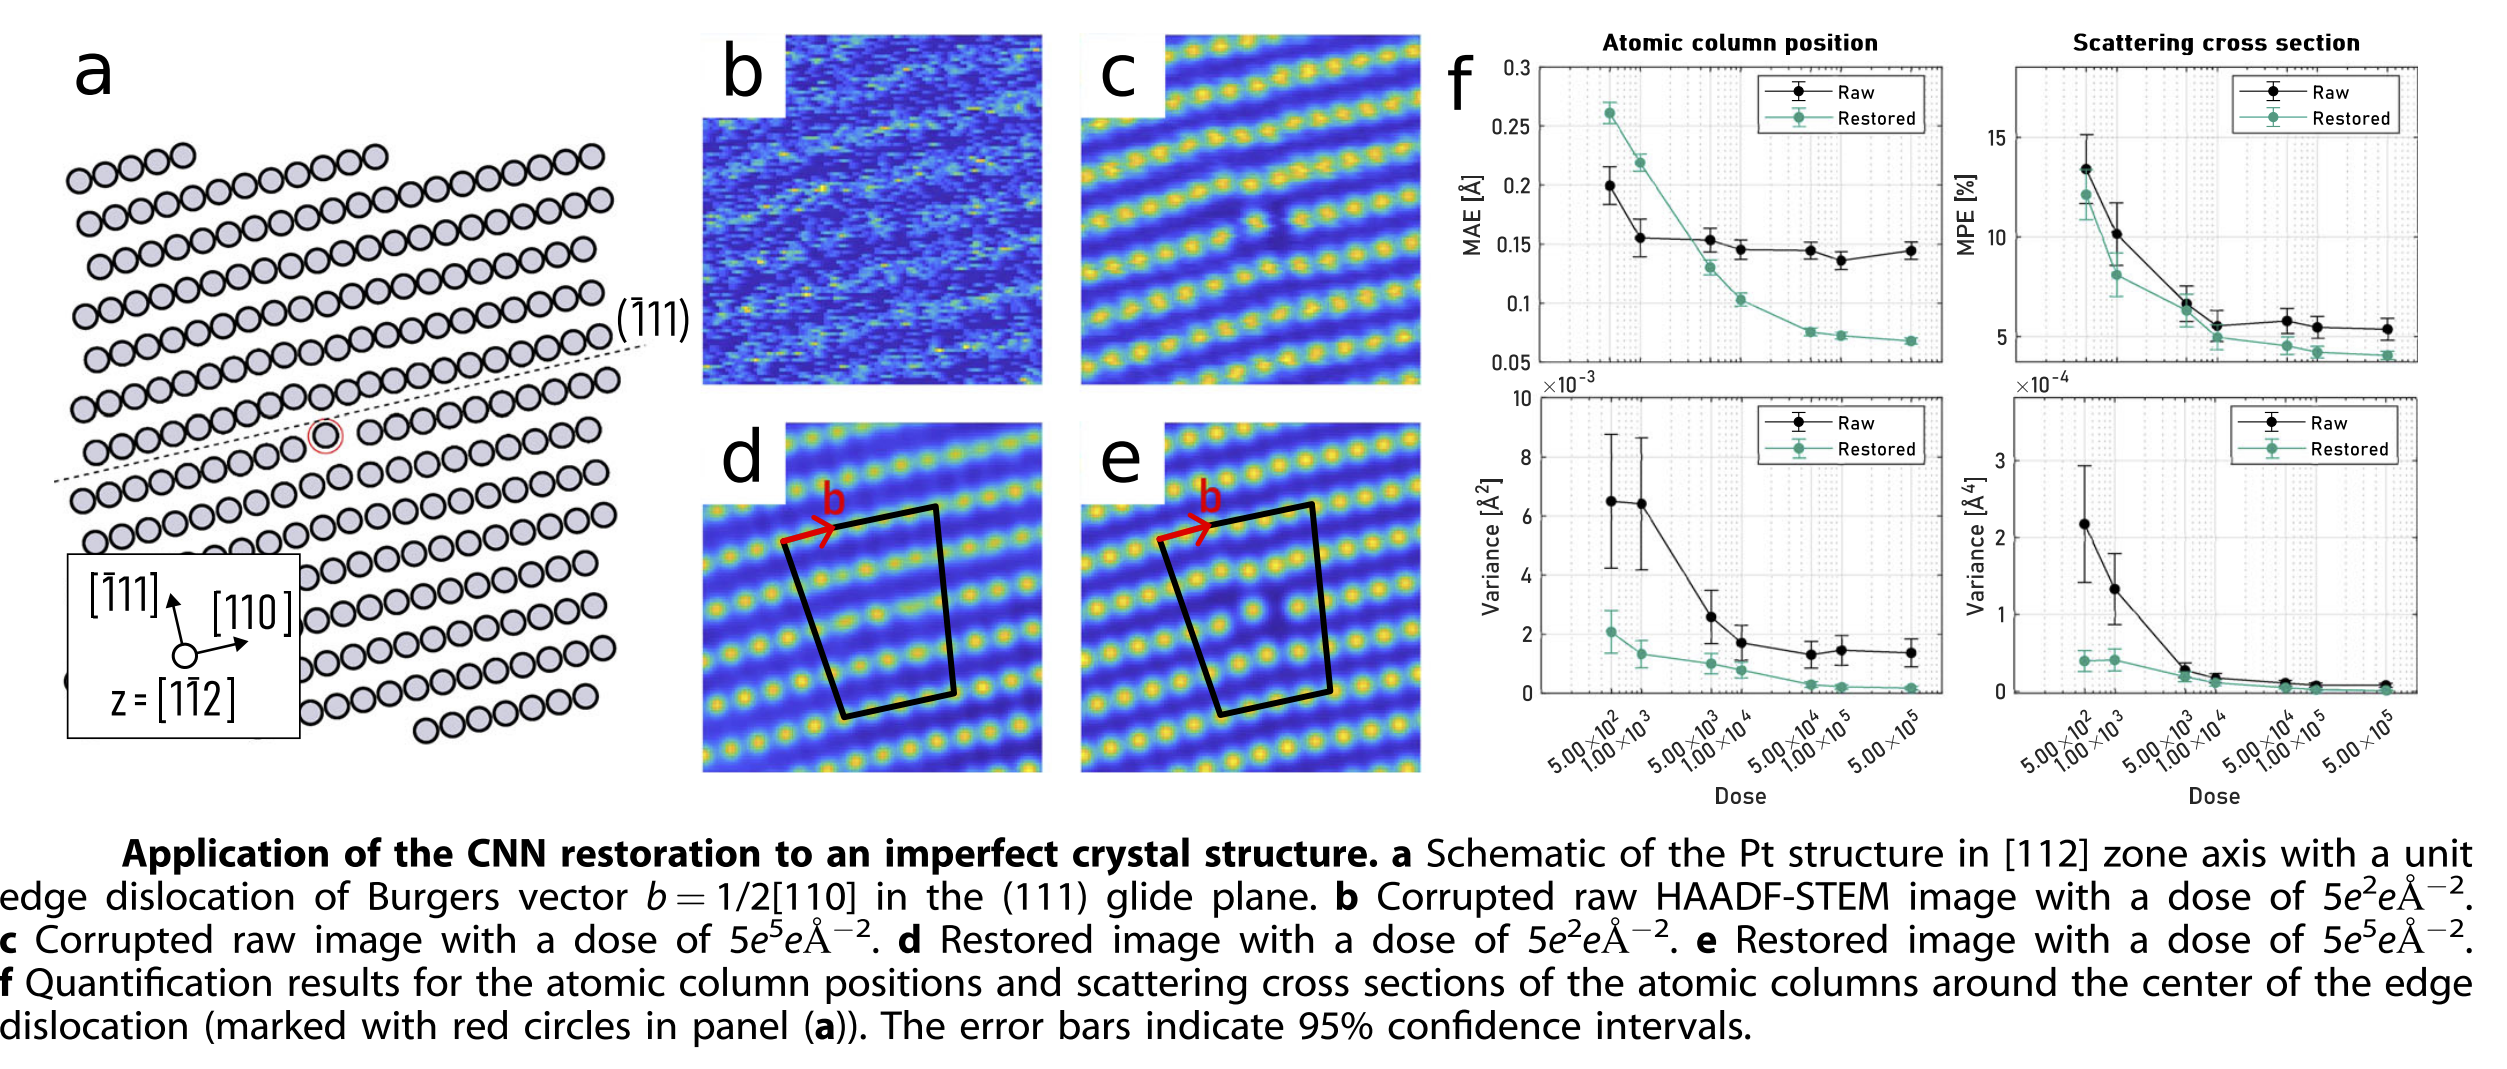 a
(1̄11)
[1̄11]
[110]
z = [11̄2]
b
c
d
b
e
b
f
Atomic column position
Raw
Restored
MAE [Å]
0.3
0.25
0.2
0.15
0.1
0.05
Scattering cross section
Raw
Restored
MPE [%]
15
10
5
×10⁻³
Raw
Restored
Variance [Å²]
10
8
6
4
2
0
5.00×10²
1.00×10³
5.00×10³
1.00×10⁴
5.00×10⁴
1.00×10⁵
5.00×10⁵
Dose
×10⁻⁴
Raw
Restored
Variance [Å⁴]
3
2
1
0
5.00×10²
1.00×10³
5.00×10³
1.00×10⁴
5.00×10⁴
1.00×10⁵
5.00×10⁵
Dose
Application of the CNN restoration to an imperfect crystal structure. a Schematic of the Pt structure in [112] zone axis with a unit
edge dislocation of Burgers vector b = 1/2[110] in the (111) glide plane. b Corrupted raw HAADF-STEM image with a dose of 5e²eÅ⁻².
c Corrupted raw image with a dose of 5e⁵eÅ⁻². d Restored image with a dose of 5e²eÅ⁻². e Restored image with a dose of 5e⁵eÅ⁻².
f Quantification results for the atomic column positions and scattering cross sections of the atomic columns around the center of the edge
dislocation (marked with red circles in panel (a)). The error bars indicate 95% confidence intervals.